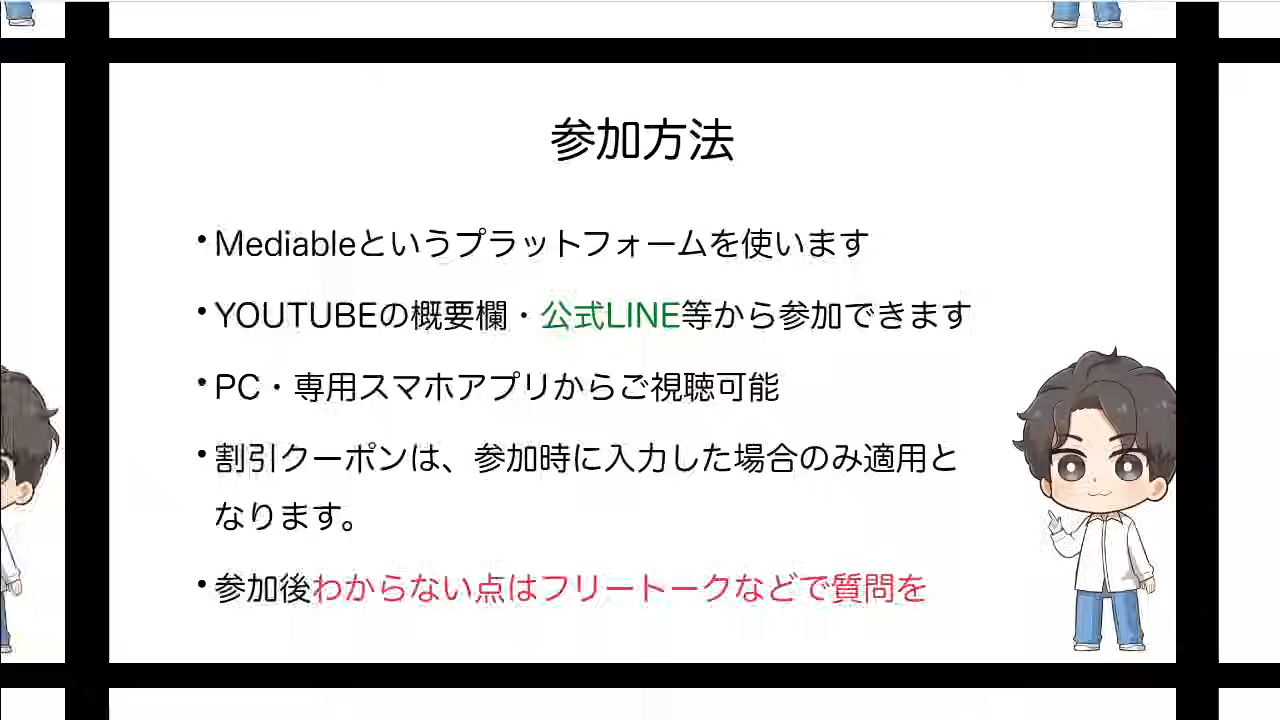 参加方法
・Mediableというプラットフォームを使います
・YOUTUBEの概要欄・公式LINE等から参加できます
・PC・専用スマホアプリからご視聴可能
・割引クーポンは、参加時に入力した場合のみ適用と
なります。
・参加後わからない点はフリートークなどで質問を